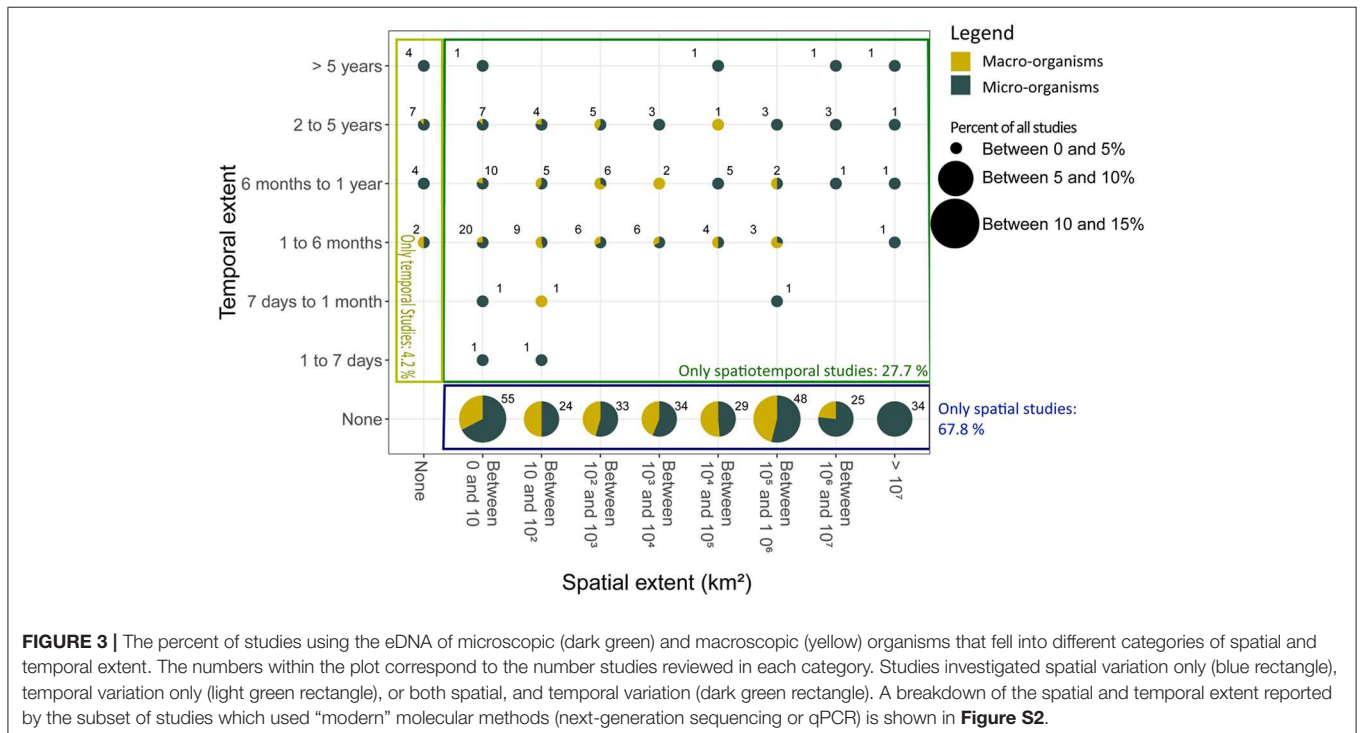 Legend
Macro-organisms
Micro-organisms
Percent of all studies
Between 0 and 5%
Between 5 and 10%
Between 10 and 15%
Temporal extent
> 5 years
4 1 1 1 1
2 to 5 years
7 7 4 5 3 1 3 3 1
6 months to 1 year
4 10 5 6 2 5 2 1 1
1 to 6 months
2 20 9 6 6 4 3 1
7 days to 1 month
1 1 1
1 to 7 days
1 1
None
55 24 33 34 29 48 25 34
Only temporal Studies: 4.2 %
Only spatiotemporal studies: 27.7 %
Only spatial studies:
67.8 %
None
Between
0 and 10
Between
10 and 10²
Between
10² and 10³
Between
10³ and 10⁴
Between
10⁴ and 10⁵
Between
10⁵ and 1 0⁶
Between
10⁶ and 10⁷
> 10⁷
Spatial extent (km²)
FIGURE 3 | The percent of studies using the eDNA of microscopic (dark green) and macroscopic (yellow) organisms that fell into different categories of spatial and
temporal extent. The numbers within the plot correspond to the number studies reviewed in each category. Studies investigated spatial variation only (blue rectangle),
temporal variation only (light green rectangle), or both spatial, and temporal variation (dark green rectangle). A breakdown of the spatial and temporal extent reported
by the subset of studies which used “modern” molecular methods (next-generation sequencing or qPCR) is shown in Figure S2.